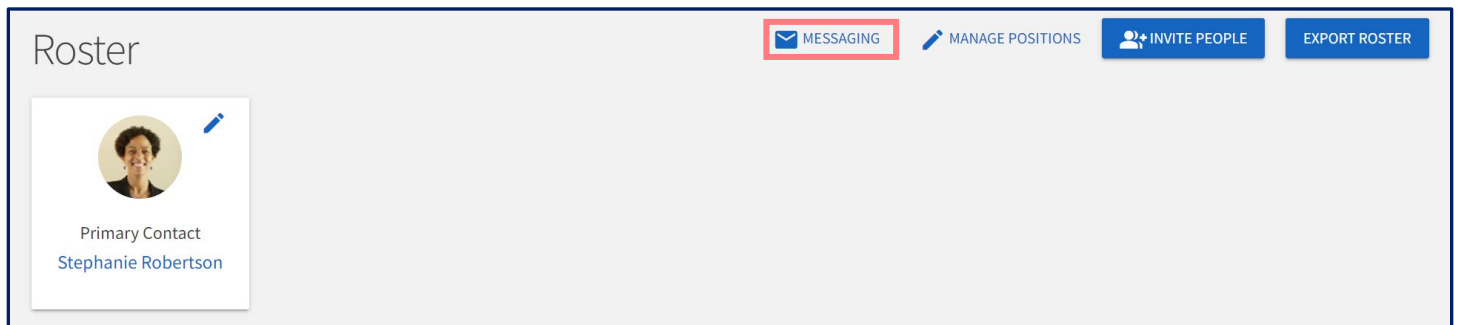 Roster
MESSAGING
MANAGE POSITIONS
INVITE PEOPLE
EXPORT ROSTER
Primary Contact
Stephanie Robertson